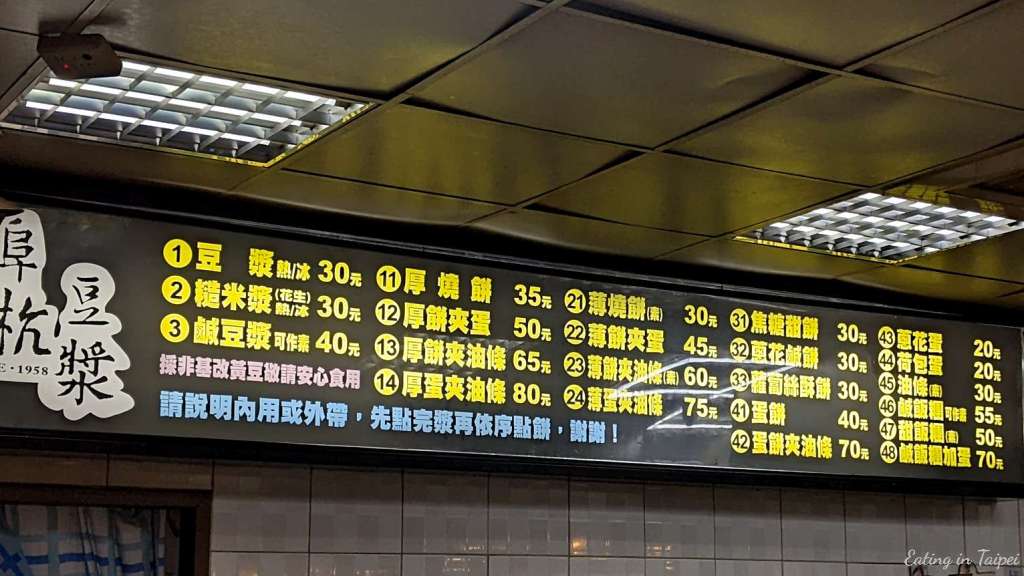 阜杭
豆漿
E·1958
1 豆漿 熱/冰 30元
2 糙米漿(花生) 熱/冰 30元
3 鹹豆漿 可作素 40元
採非基改黃豆敬請安心食用
請說明內用或外帶，先點完漿再依序點餅，謝謝！
11 厚燒餅 35元
12 厚餅夾蛋 50元
13 厚餅夾油條 65元
14 厚蛋夾油條 80元
21 薄燒餅(素) 30元
22 薄餅夾蛋 45元
23 薄餅夾油條(素) 60元
24 薄蛋夾油條 75元
31 焦糖甜餅 30元
32 蔥花鹹餅 30元
33 蘿蔔絲酥餅 30元
41 蛋餅 40元
42 蛋餅夾油條 70元
43 蔥花蛋 20元
44 荷包蛋 20元
45 油條(素) 30元
46 鹹飯糰 可作素 55元
47 甜飯糰(素) 50元
48 鹹飯糰加蛋 70元
Eating in Taipei